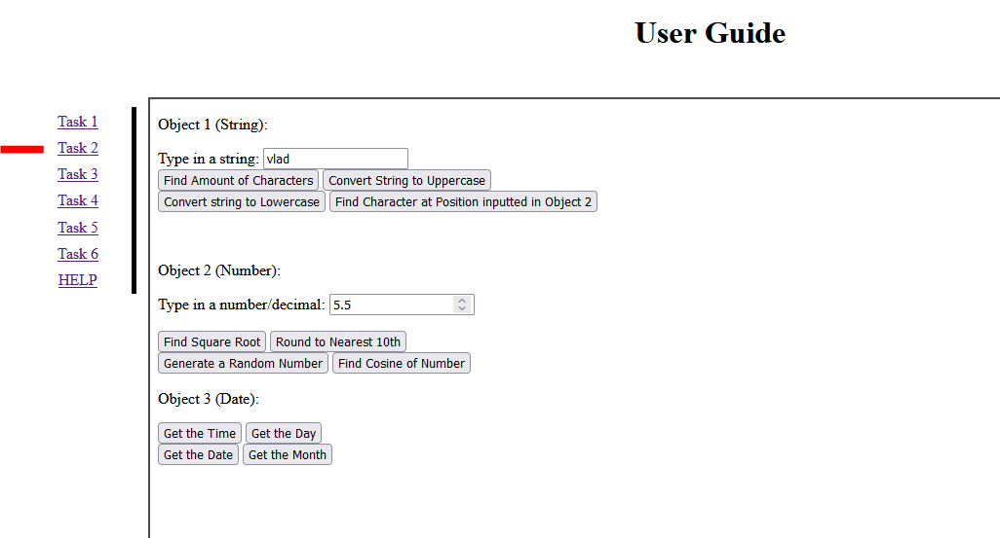 User Guide
Task 1
Task 2
Task 3
Task 4
Task 5
Task 6
HELP
Object 1 (String):
Type in a string: vlad
Find Amount of Characters Convert String to Uppercase
Convert string to Lowercase Find Character at Position inputted in Object 2
Object 2 (Number):
Type in a number/decimal: 5.5
Find Square Root Round to Nearest 10th
Generate a Random Number Find Cosine of Number
Object 3 (Date):
Get the Time Get the Day
Get the Date Get the Month